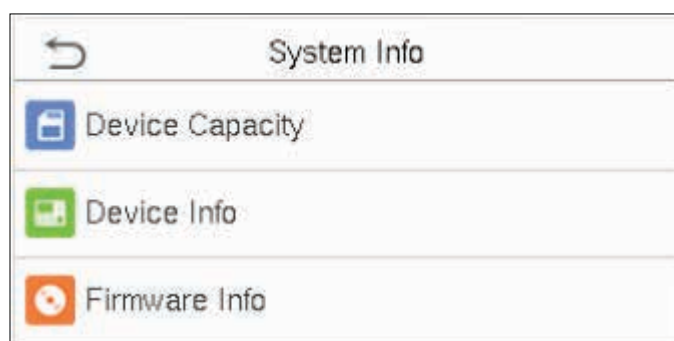 System Info
Device Capacity
Device Info
Firmware Info